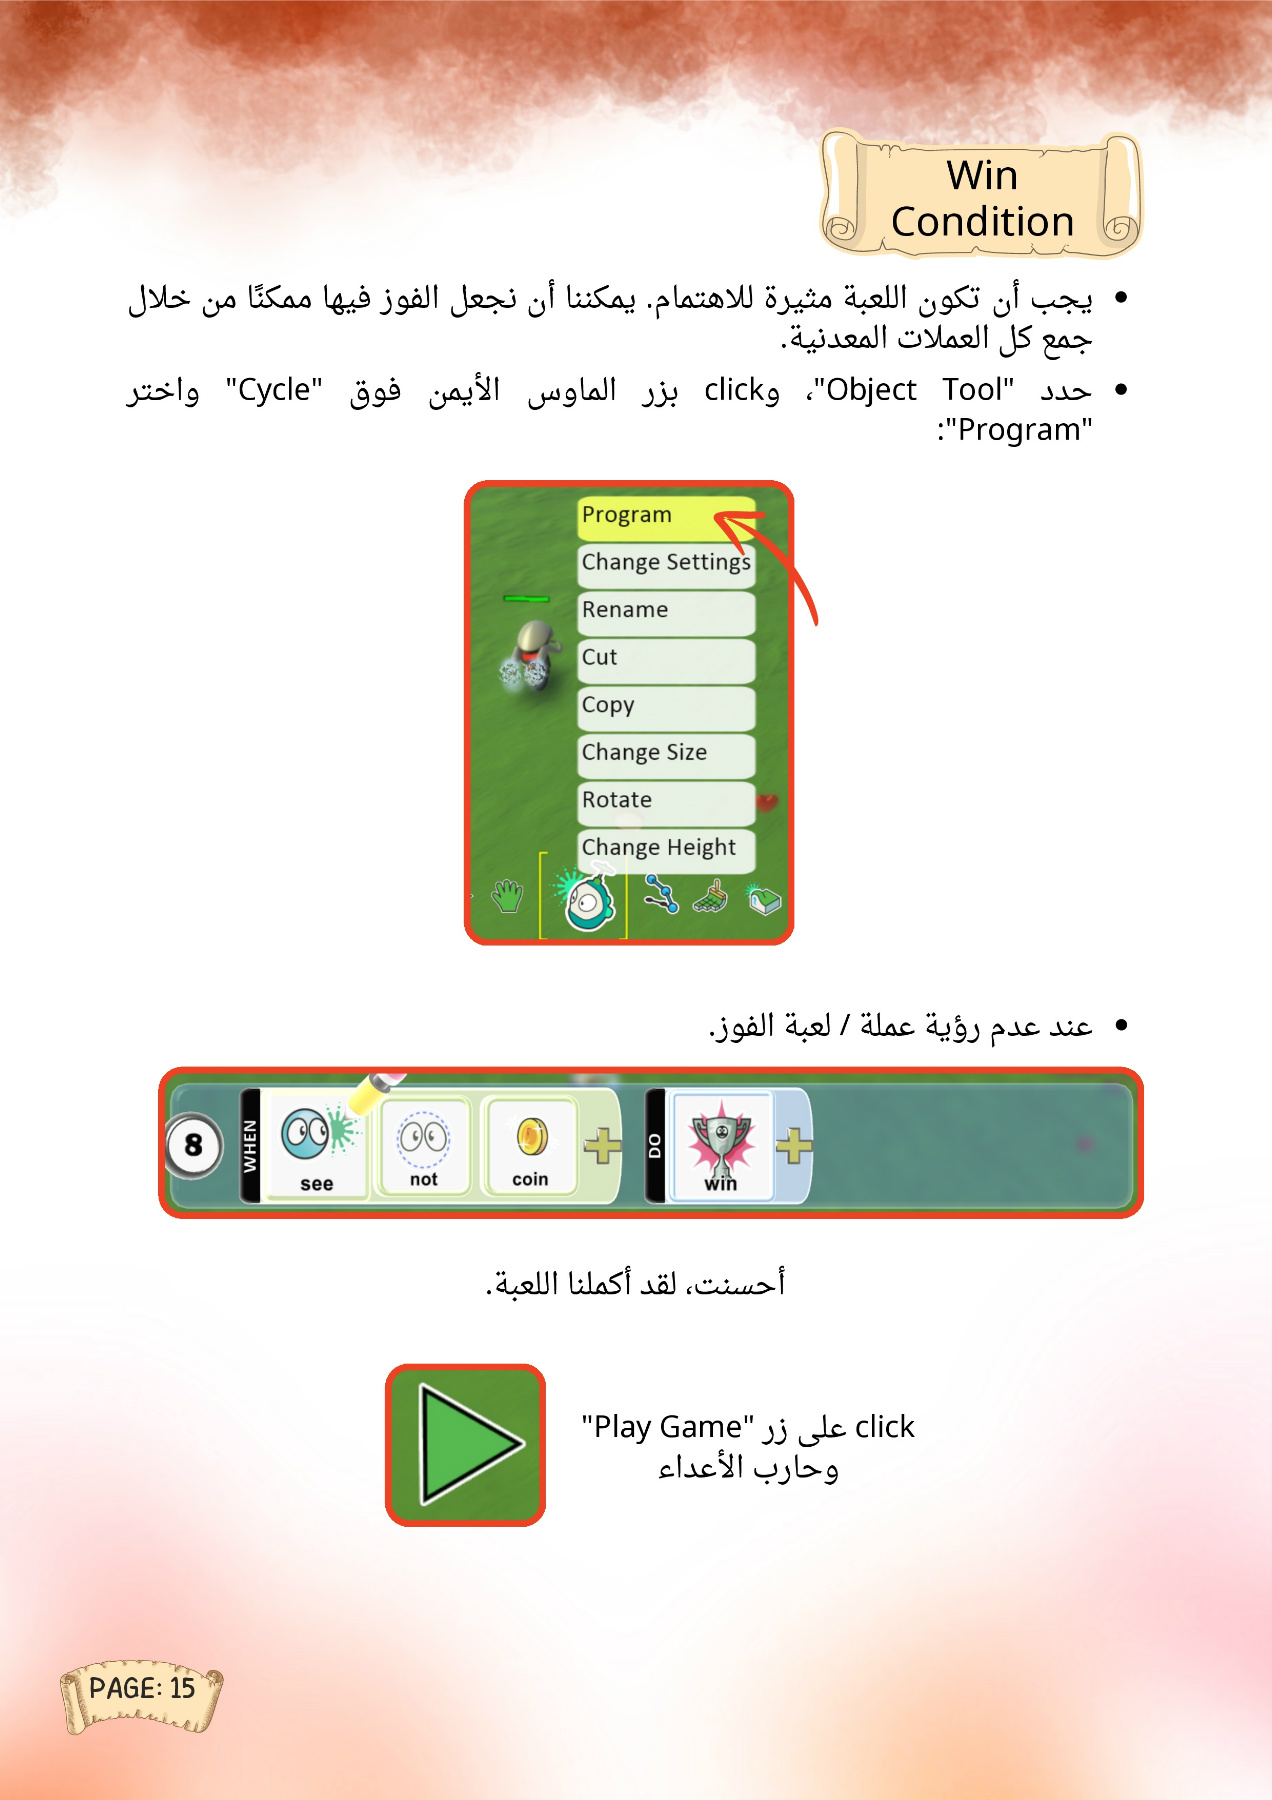 Win
Condition
• يجب أن تكون اللعبة مثيرة للاهتمام. يمكننا أن نجعل الفوز فيها ممكنًا من خلال
جمع كل العملات المعدنية.
• حدد "Object Tool"، وclick بزر الماوس الأيمن فوق "Cycle" واختر
"Program":
Program
Change Settings
Rename
Cut
Copy
Change Size
Rotate
Change Height
• عند عدم رؤية عملة / لعبة الفوز.
8 WHEN see not coin DO win
أحسنت، لقد أكملنا اللعبة.
click على زر "Play Game"
وحارب الأعداء
PAGE: 15